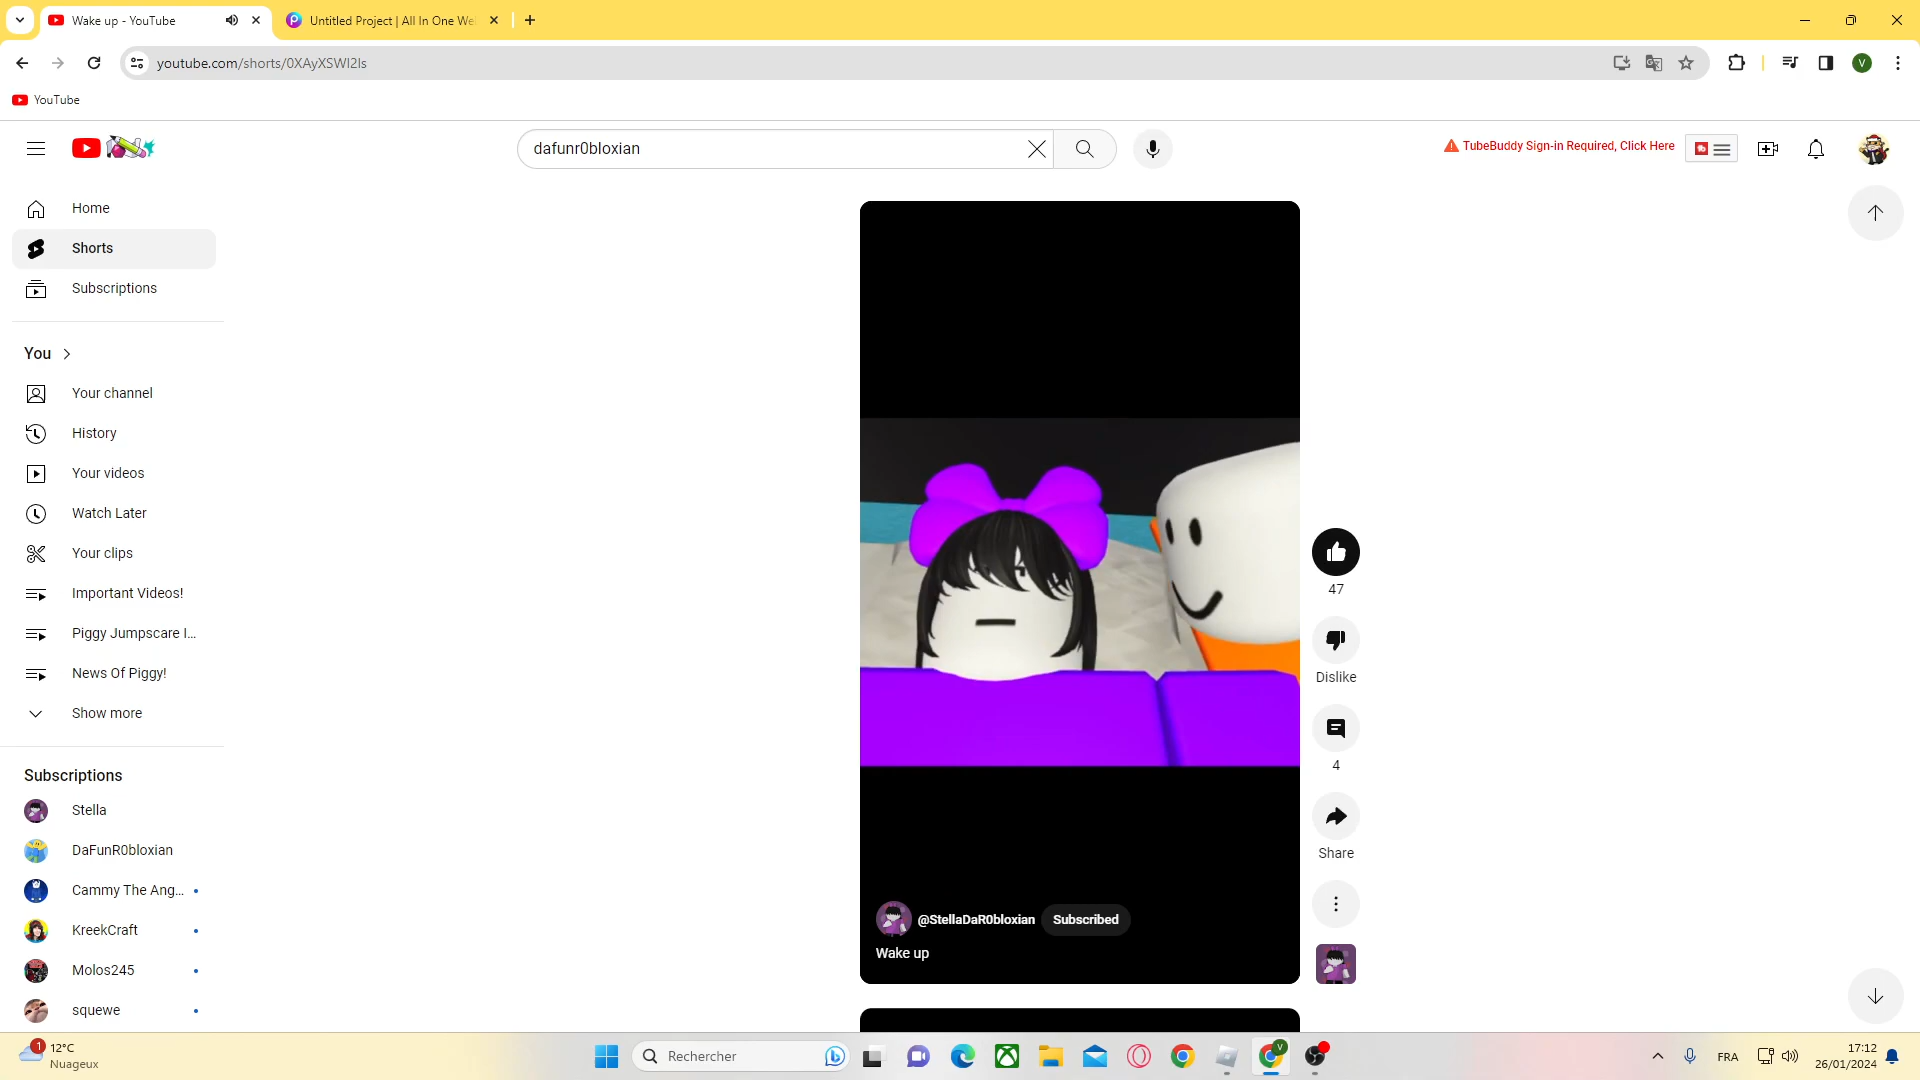 Wake up - YouTube
Untitled Project | All In One We
youtube.com/shorts/0XAyXSWI2Is
YouTube
dafunr0bloxian
TubeBuddy Sign-in Required, Click Here
Home
Shorts
Subscriptions
You
Your channel
History
Your videos
Watch Later
Your clips
Important Videos!
Piggy Jumpscare I...
News Of Piggy!
Show more
Subscriptions
Stella
DaFunR0bloxian
Cammy The Ang...
KreekCraft
Molos245
squewe
47
Dislike
4
Share
@StellaDaR0bloxian
Subscribed
Wake up
1
12°C
Nuageux
Rechercher
V
FRA
17:12
26/01/2024